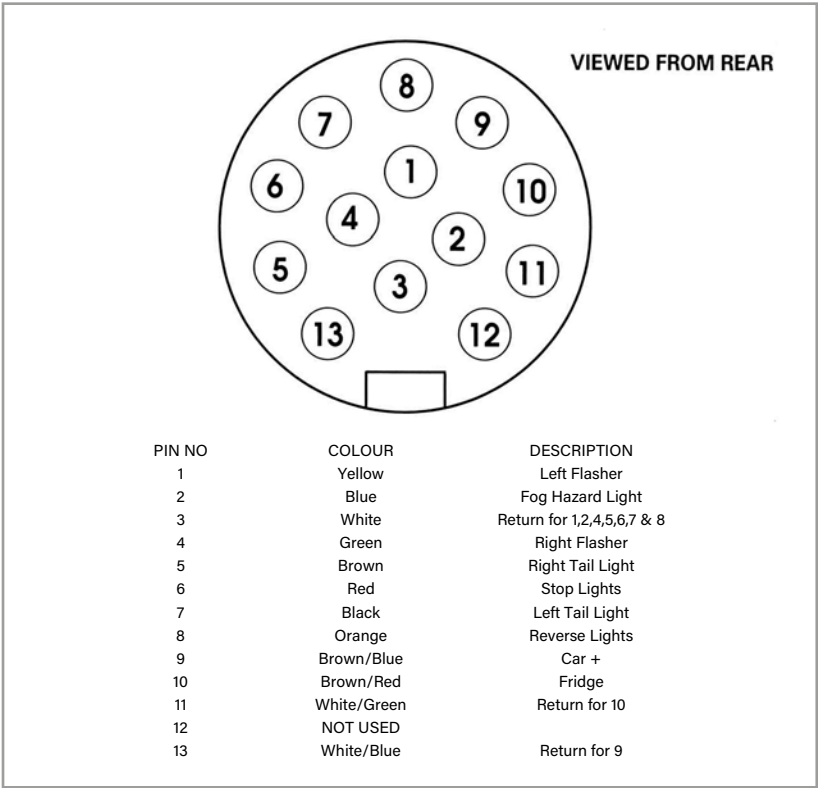 VIEWED FROM REAR
8
7
9
1
6
10
4
2
5
11
3
13
12
PIN NO COLOUR DESCRIPTION
1 Yellow Left Flasher
2 Blue Fog Hazard Light
3 White Return for 1,2,4,5,6,7 & 8
4 Green Right Flasher
5 Brown Right Tail Light
6 Red Stop Lights
7 Black Left Tail Light
8 Orange Reverse Lights
9 Brown/Blue Car +
10 Brown/Red Fridge
11 White/Green Return for 10
12 NOT USED
13 White/Blue Return for 9